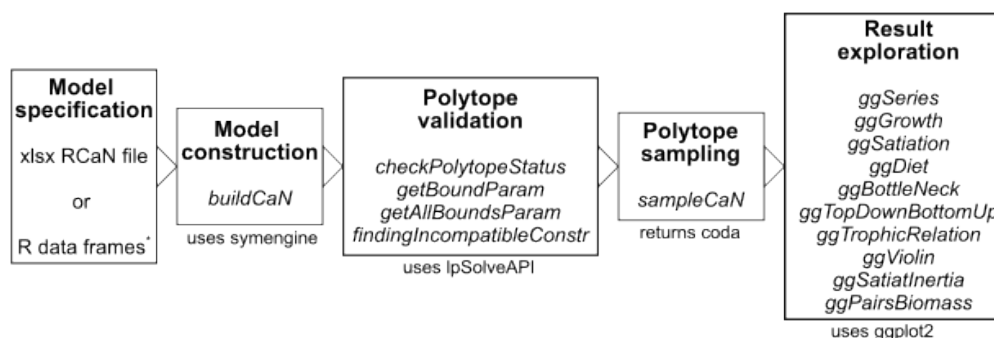 Model
specification
xlsx RCaN file
or
R data frames*
Model
construction
buildCaN
uses symengine
Polytope
validation
checkPolytopeStatus
getBoundParam
getAllBoundsParam
findingIncompatibleConstr
uses lpSolveAPI
Polytope
sampling
sampleCaN
returns coda
Result
exploration
ggSeries
ggGrowth
ggSatiation
ggDiet
ggBottleNeck
ggTopDownBottomUp
ggTrophicRelation
ggViolin
ggSatiatInertia
ggPairsBiomass
uses ggplot2